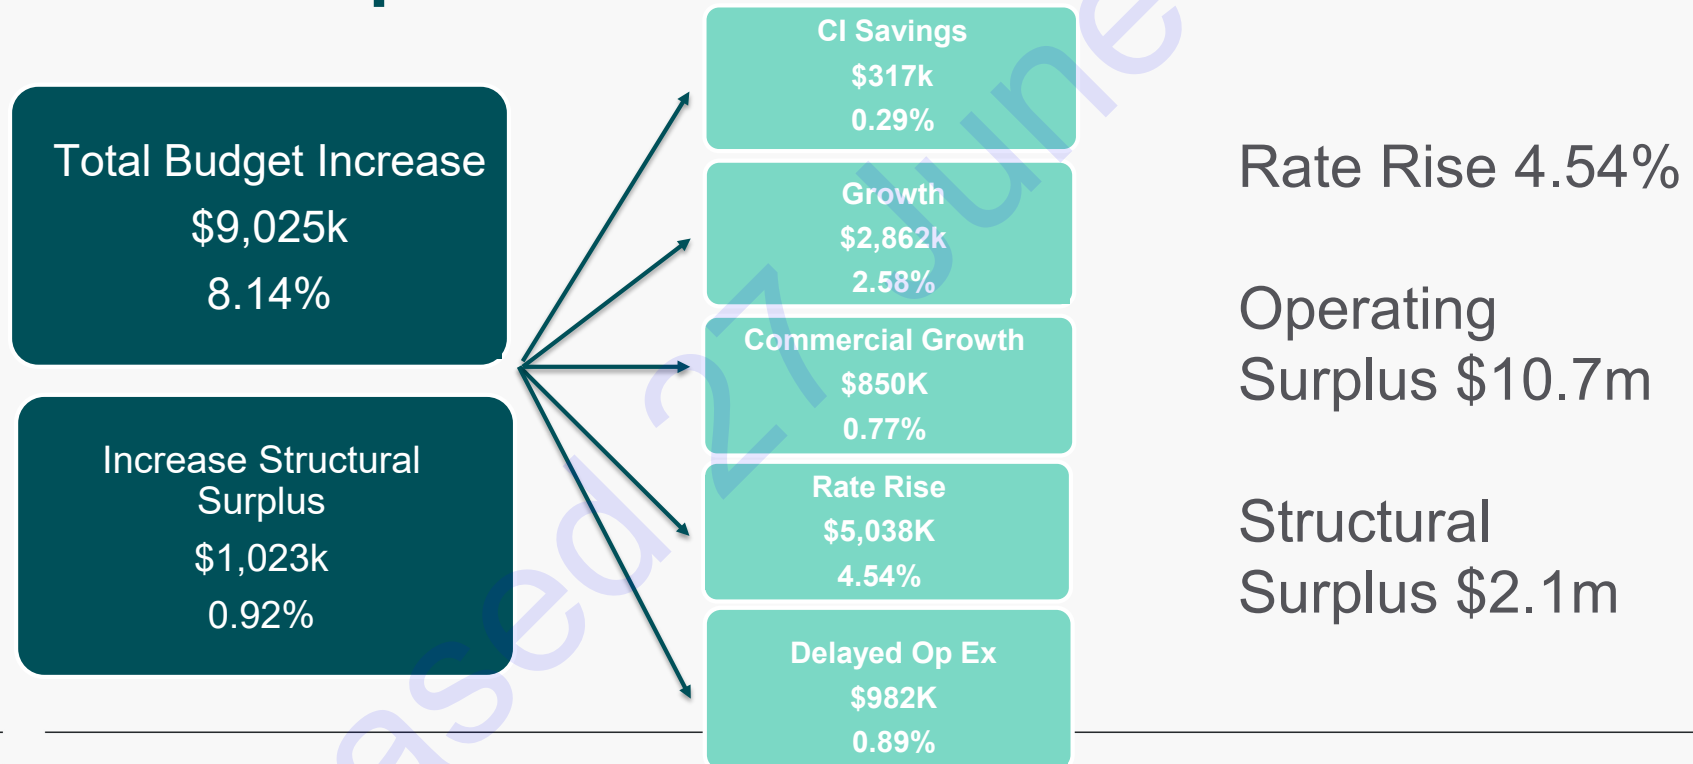 Total Budget Increase
$9,025k
8.14%
Increase Structural
Surplus
$1,023k
0.92%
CI Savings
$317k
0.29%
Growth
$2,862k
2.58%
Commercial Growth
$850K
0.77%
Rate Rise
$5,038K
4.54%
Delayed Op Ex
$982K
0.89%
Rate Rise 4.54%
Operating
Surplus $10.7m
Structural
Surplus $2.1m
27 June